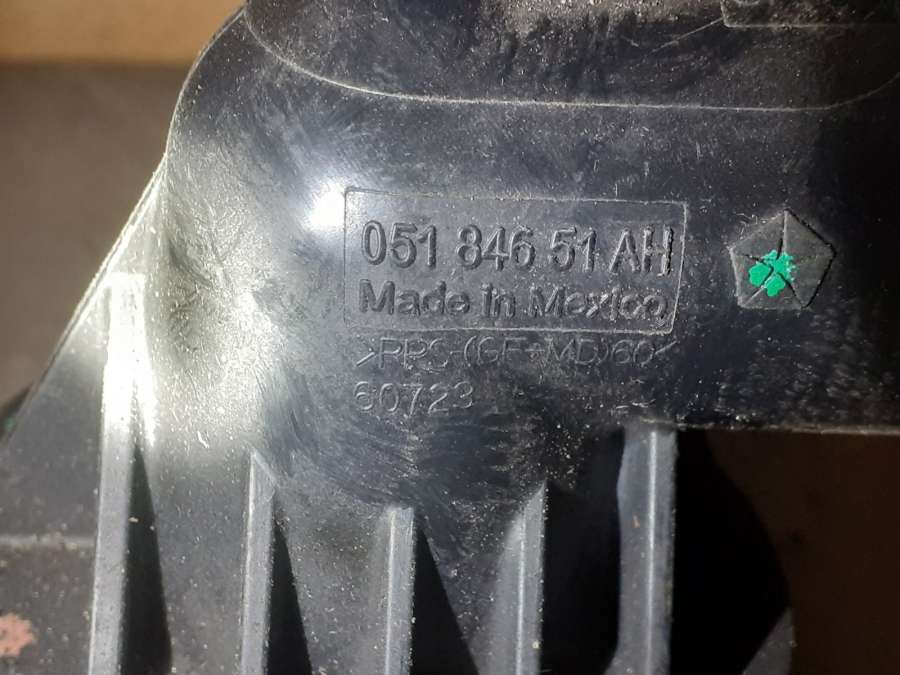 051 846 51 AH
Made in Mexico
>PPS-(GF+MD)60<
60723